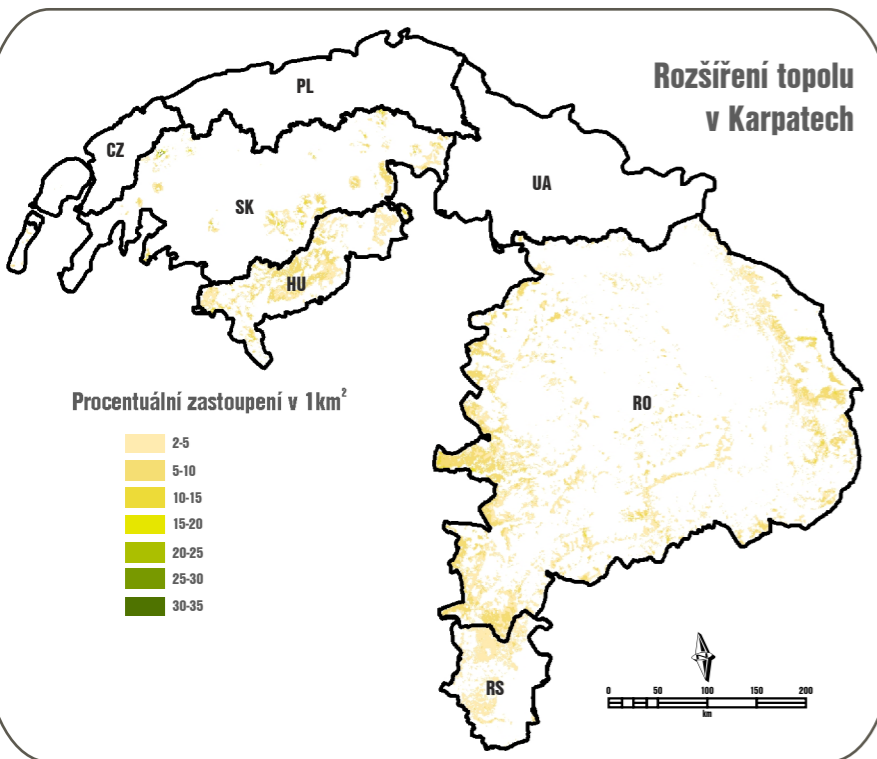 Rozšíření topolu
v Karpatech
PL
CZ
UA
SK
HU
RO
RS
Procentuální zastoupení v 1km²
2-5
5-10
10-15
15-20
20-25
25-30
30-35
0 50 100 150 200
km